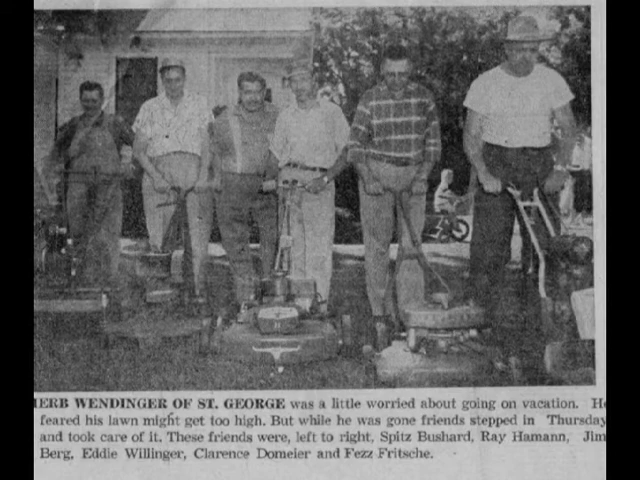 ERB WENDINGER OF ST. GEORGE was a little worried about going on vacation. He
feared his lawn might get too high. But while he was gone friends stepped in Thursday
and took care of it. These friends were, left to right, Spitz Bushard, Ray Hamann, Jim
Berg, Eddie Willinger, Clarence Domeier and Fezz Fritsche.